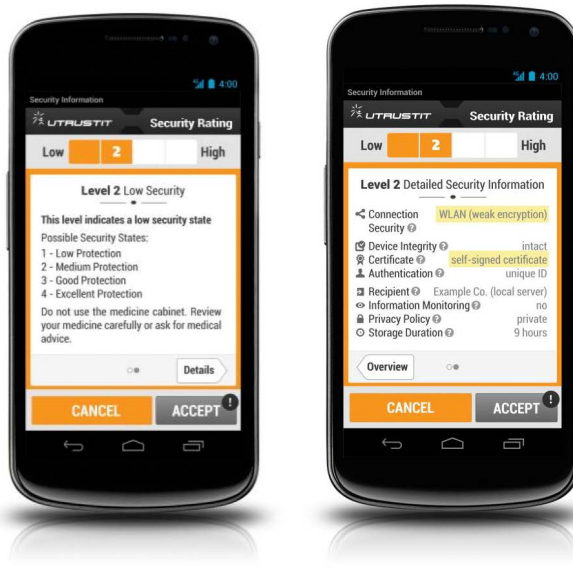 4:00
Security Information
UTRUSTIT Security Rating
Low 2 High
Level 2 Low Security
This level indicates a low security state
Possible Security States:
1 - Low Protection
2 - Medium Protection
3 - Good Protection
4 - Excellent Protection
Do not use the medicine cabinet. Review
your medicine carefully or ask for medical
advice.
Details
CANCEL ACCEPT !
4:00
Security Information
UTRUSTIT Security Rating
Low 2 High
Level 2 Detailed Security Information
Connection WLAN (weak encryption)
Security ?
Device Integrity ? intact
Certificate ? self-signed certificate
Authentication ? unique ID
Recipient ? Example Co. (local server)
Information Monitoring ? no
Privacy Policy ? private
Storage Duration ? 9 hours
Overview
CANCEL ACCEPT !